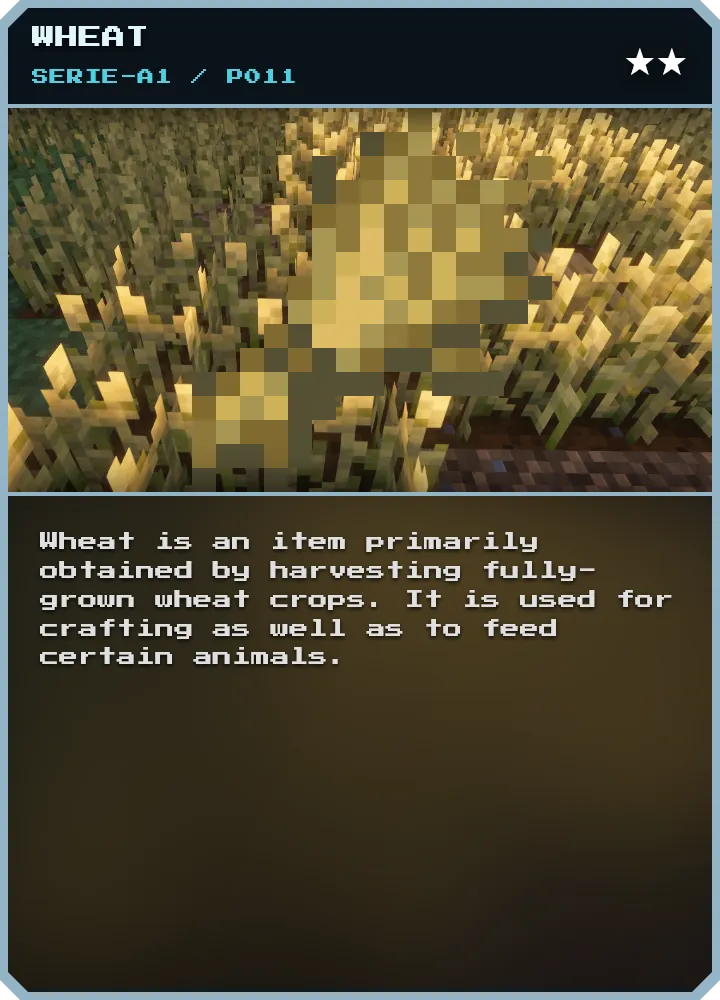 WHEAT
SERIE-A1 / P011
Wheat is an item primarily
obtained by harvesting fully-
grown wheat crops. It is used for
crafting as well as to feed
certain animals.